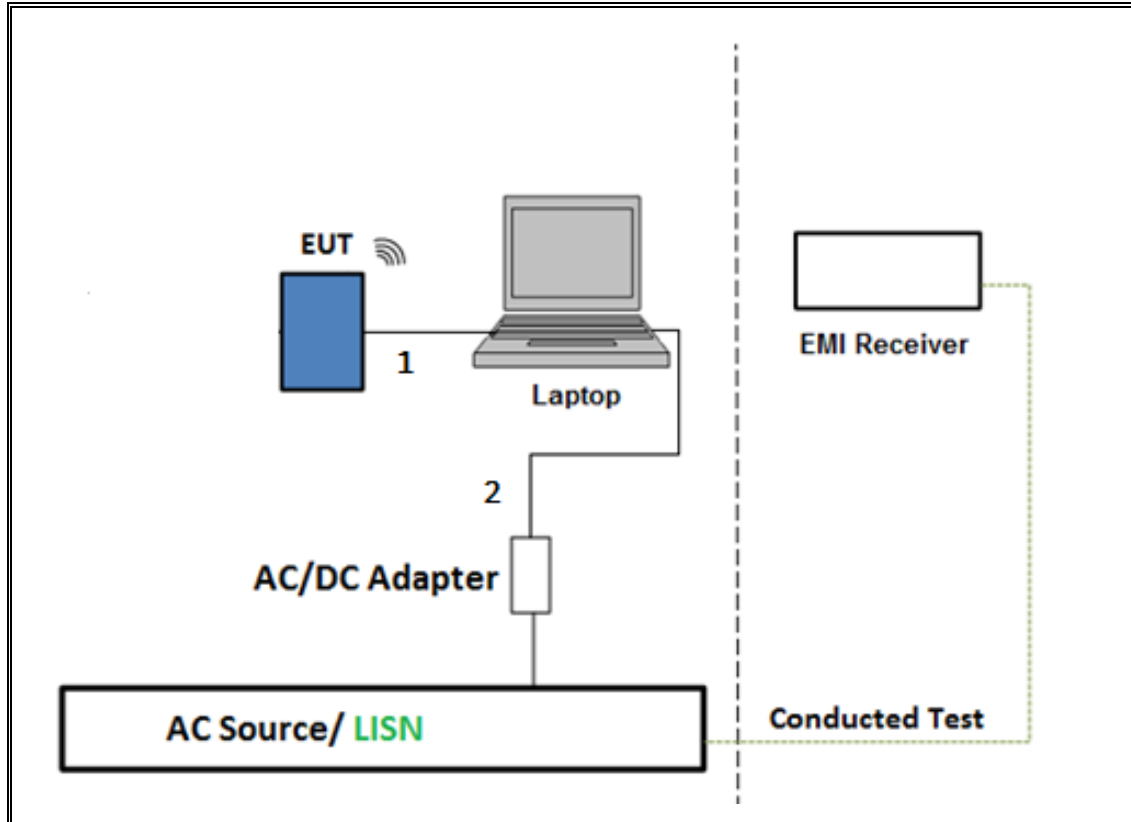 EUT
1
Laptop
EMI Receiver
2
AC/DC Adapter
AC Source/ LISN
Conducted Test